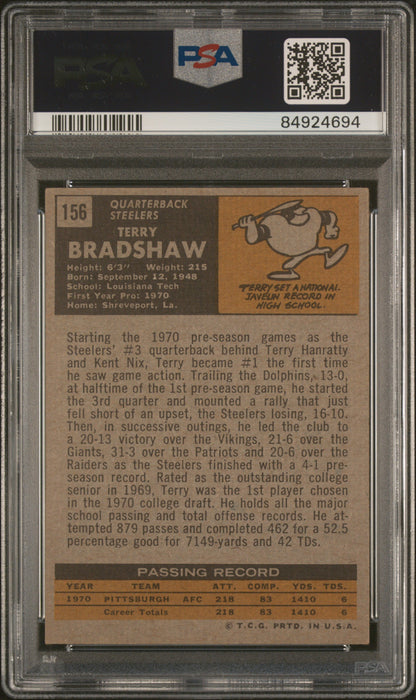 PSA
PSA
84924694
156
QUARTERBACK
STEELERS
TERRY
BRADSHAW
Height: 6'3" Weight: 215
Born: September 12, 1948
School: Louisiana Tech
First Year Pro: 1970
Home: Shreveport, La.
TERRY SET A NATIONAL
JAVELIN RECORD IN
HIGH SCHOOL.
Starting the 1970 pre-season games as the
Steelers' #3 quarterback behind Terry Hanratty
and Kent Nix, Terry became #1 the first time
he saw game action. Trailing the Dolphins, 13-0,
at halftime of the 1st pre-season game, he started
the 3rd quarter and mounted a rally that just
fell short of an upset, the Steelers losing, 16-10.
Then, in successive outings, he led the club to
a 20-13 victory over the Vikings, 21-6 over the
Giants, 31-3 over the Patriots and 20-6 over the
Raiders as the Steelers finished with a 4-1 pre-
season record. Rated as the outstanding college
senior in 1969, Terry was the 1st player chosen
in the 1970 college draft. He holds all the major
school passing and total offense records. He at-
tempted 879 passes and completed 462 for a 52.5
percentage good for 7149-yards and 42 TDs.
PASSING RECORD
YEAR TEAM ATT. COMP. YDS. TDS.
1970 PITTSBURGH AFC 218 83 1410 6
Career Totals 218 83 1410 6
© T.C.G. PRTD. IN U.S.A.
PSA